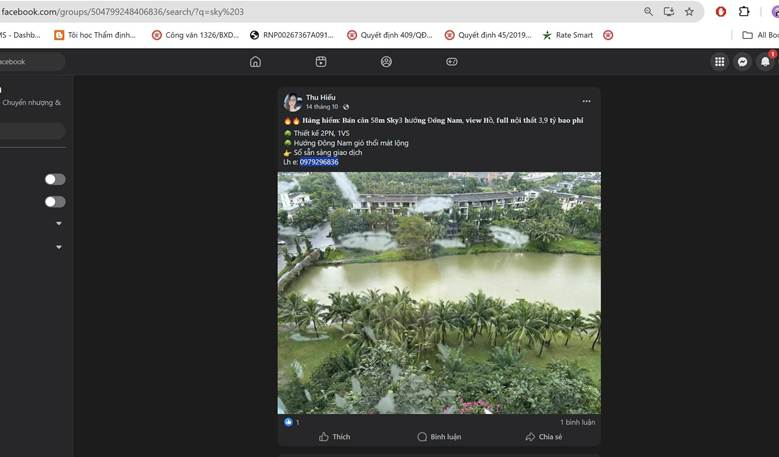 facebook.com/groups/504799248406836/search/?q=sky%203
MS - Dashb...
Tôi học Thẩm định...
Công văn 1326/BXD...
RNP00267367A091...
Quyết định 409/QĐ...
Quyết định 45/2019...
Rate Smart
All Boo
acebook
1
Chuyển nhượng &
Thu Hiếu
14 tháng 10
Hàng hiếm: Bán căn 58m Sky3 hướng Đông Nam, view Hồ, full nội thất 3,9 tỷ bao phí
Thiết kế 2PN, 1VS
Hướng Đông Nam gió thổi mát lộng
Sổ sẵn sàng giao dịch
Lh e: 0979296836
1
1 bình luận
Thích
Bình luận
Chia sẻ